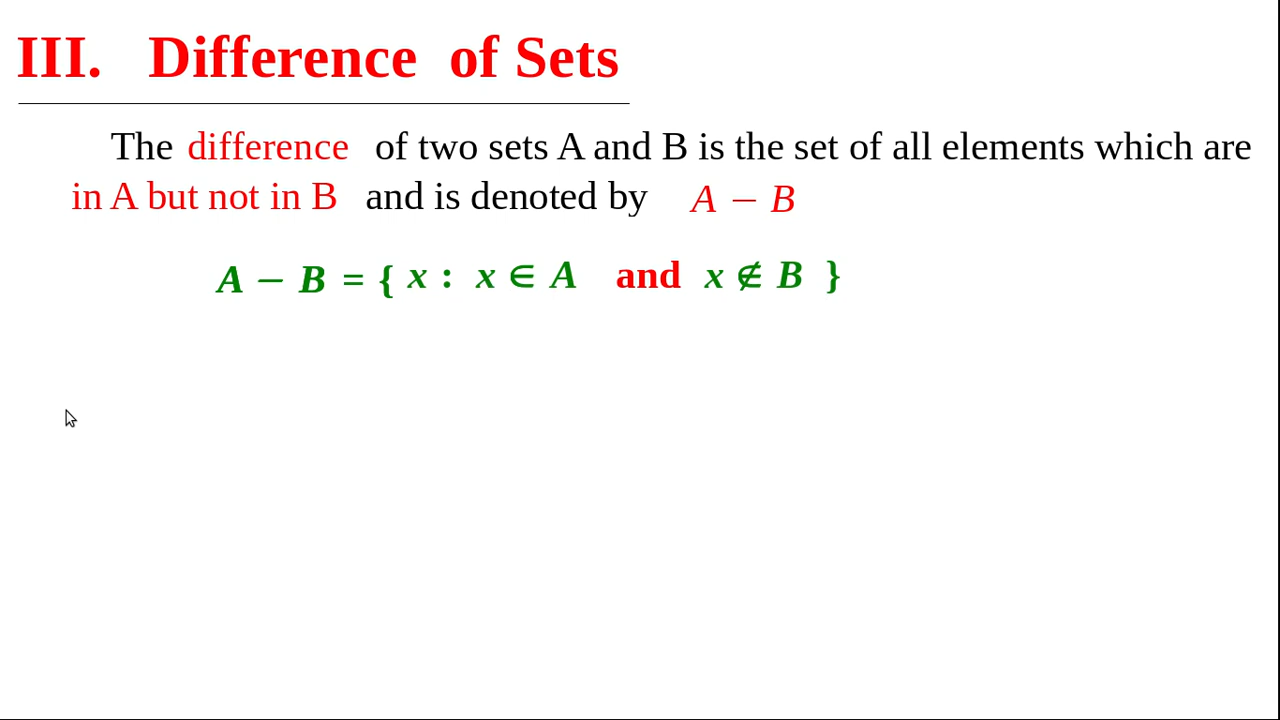 III. Difference of Sets
The difference of two sets A and B is the set of all elements which are
in A but not in B and is denoted by A − B
A − B = { x : x ∈ A and x ∉ B }